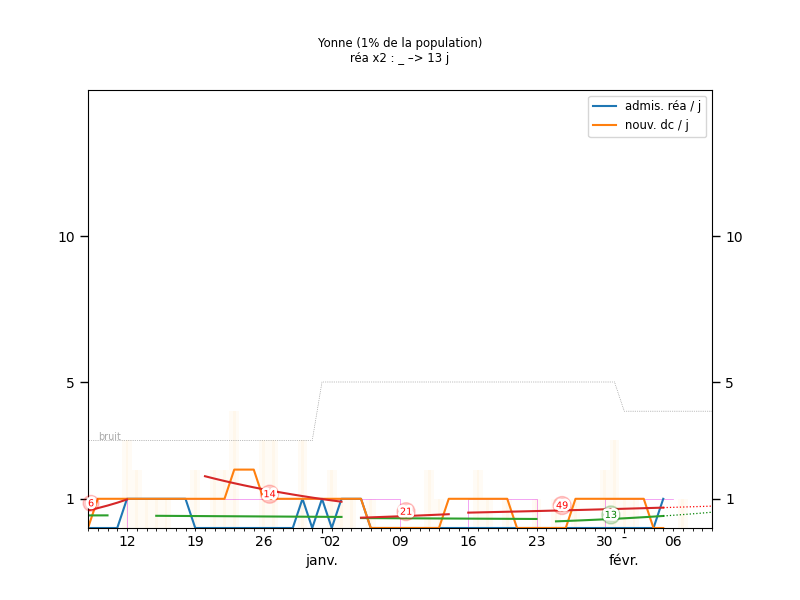 Yonne (1% de la population)
réa x2 : _ –> 13 j
admis. réa / j
nouv. dc / j
10 10
5 5
bruit
1 1
6 -14 21 49 13
12 19 26 02 09 16 23 30 06
janv. févr.